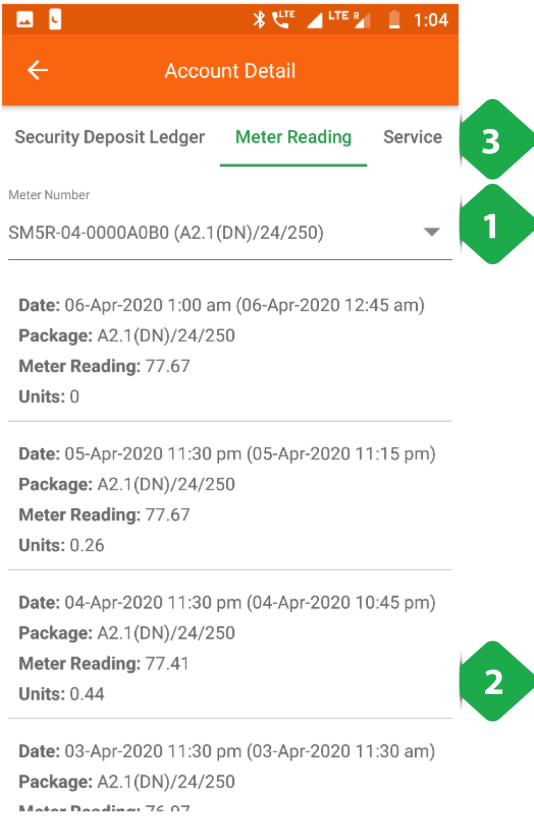 LTE LTE R 1:04
Account Detail
Security Deposit Ledger Meter Reading Service
3
Meter Number
SM5R-04-0000A0B0 (A2.1(DN)/24/250)
1
Date: 06-Apr-2020 1:00 am (06-Apr-2020 12:45 am)
Package: A2.1(DN)/24/250
Meter Reading: 77.67
Units: 0
Date: 05-Apr-2020 11:30 pm (05-Apr-2020 11:15 pm)
Package: A2.1(DN)/24/250
Meter Reading: 77.67
Units: 0.26
Date: 04-Apr-2020 11:30 pm (04-Apr-2020 10:45 pm)
Package: A2.1(DN)/24/250
Meter Reading: 77.41
Units: 0.44
2
Date: 03-Apr-2020 11:30 pm (03-Apr-2020 11:30 am)
Package: A2.1(DN)/24/250
Meter Reading: 76.97